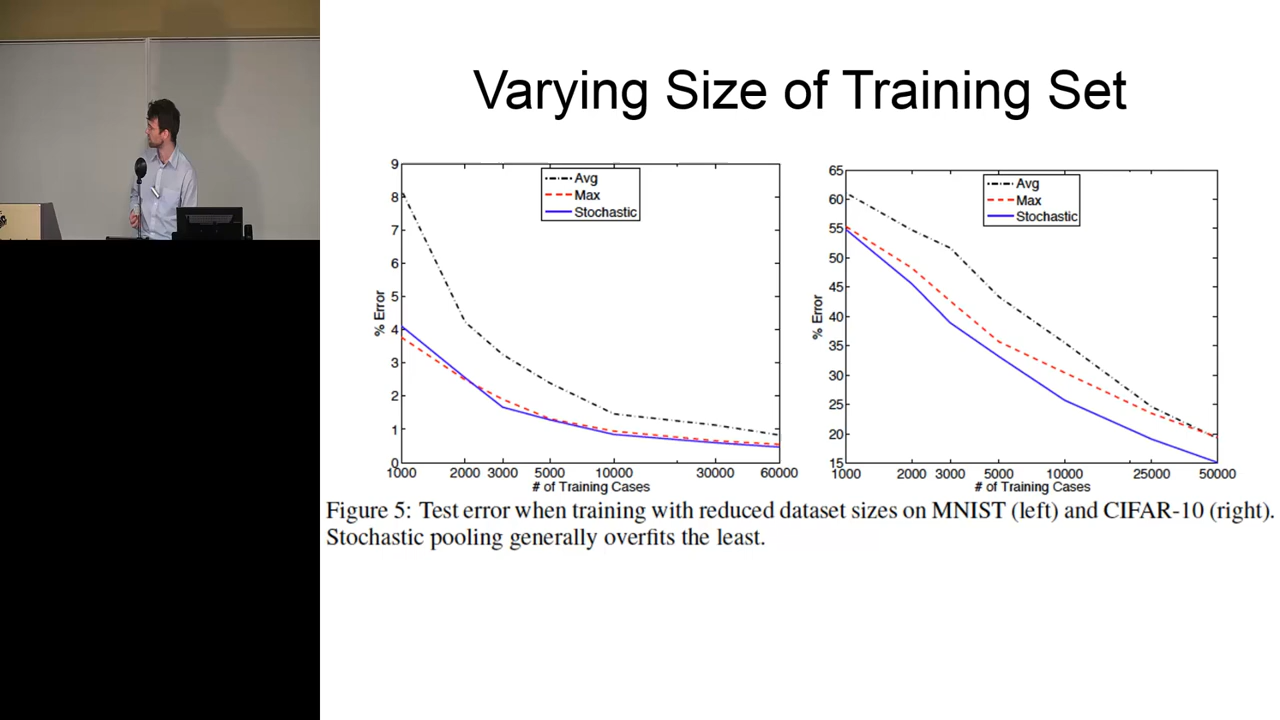 Varying Size of Training Set
9
8
7
6
5
4
3
2
1
0
% Error
Avg
Max
Stochastic
1000 2000 3000 5000 10000 30000 60000
# of Training Cases
65
60
55
50
45
40
35
30
25
20
15
% Error
Avg
Max
Stochastic
1000 2000 3000 5000 10000 25000 50000
# of Training Cases
Figure 5: Test error when training with reduced dataset sizes on MNIST (left) and CIFAR-10 (right).
Stochastic pooling generally overfits the least.